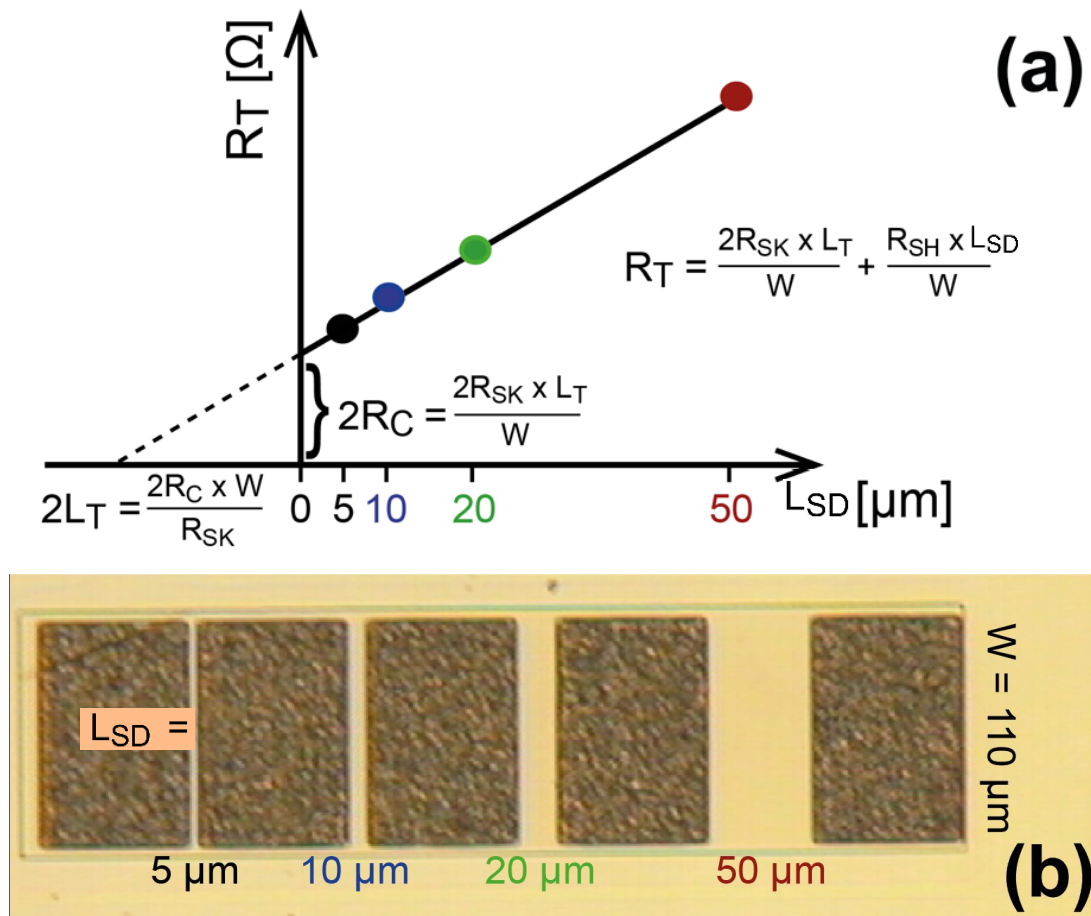 (a)
R_T [Ω]
R_T = 2R_SK x L_T / W + R_SH x L_SD / W
2R_C = 2R_SK x L_T / W
2L_T = 2R_C x W / R_SK
0 5 10 20 50 L_SD [μm]
L_SD =
W = 110 μm
5 μm 10 μm 20 μm 50 μm
(b)